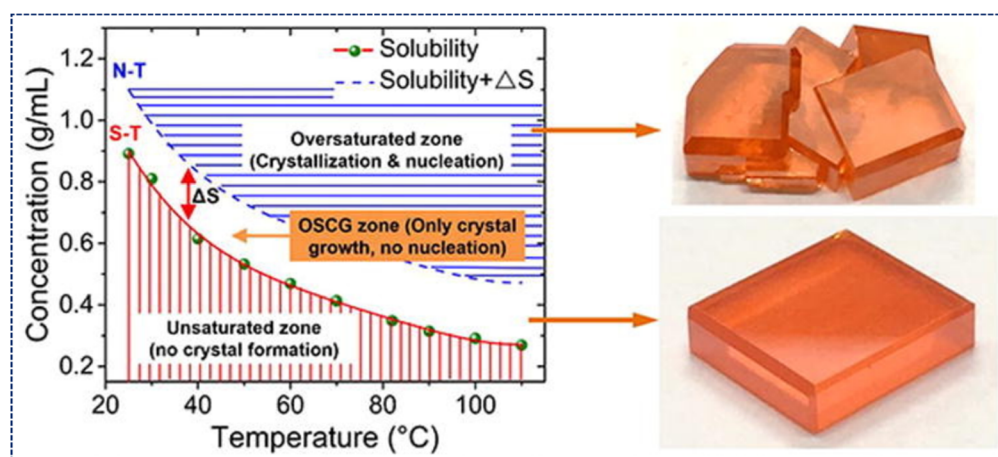 Concentration (g/mL)
1.2
1.0
0.8
0.6
0.4
0.2
N-T
S-T
Solubility
Solubility+△S
Oversaturated zone
(Crystallization & nucleation)
ΔS
OSCG zone (Only crystal
growth, no nucleation)
Unsaturated zone
(no crystal formation)
20
40
60
80
100
Temperature (°C)